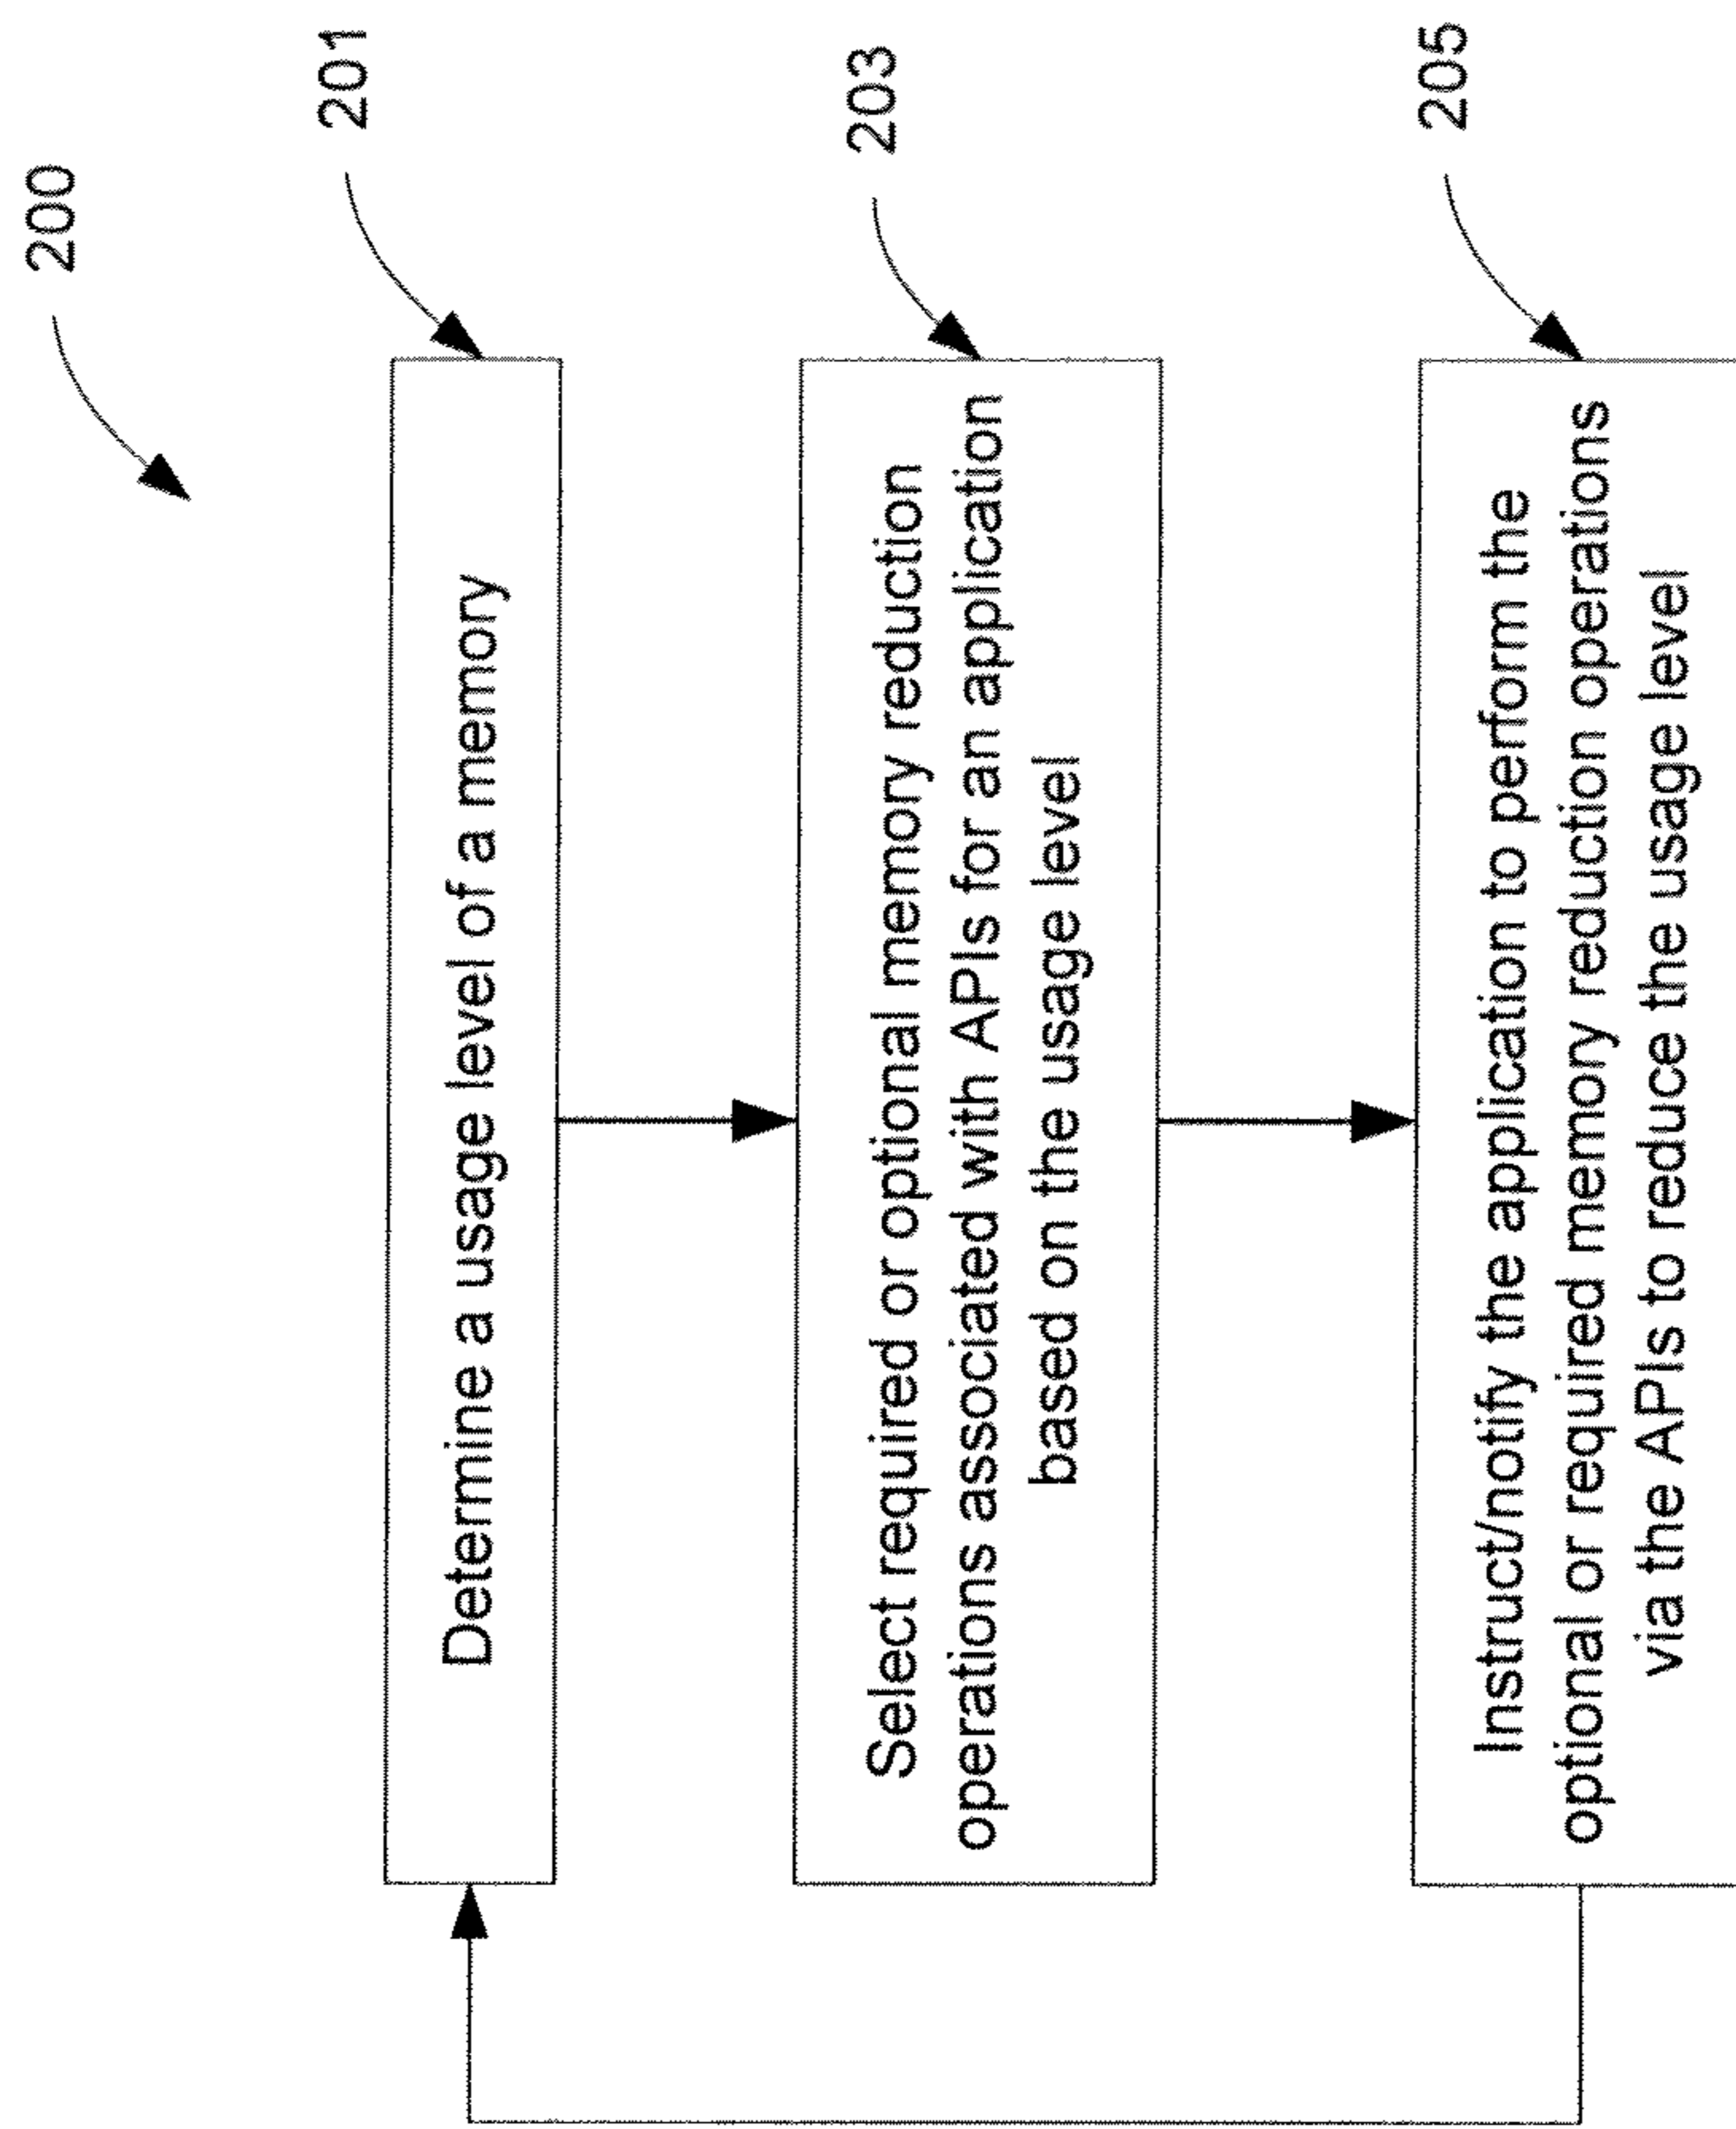 200
201
Determine a usage level of a memory
203
Select required or optional memory reduction
operations associated with APIs for an application
based on the usage level
205
Instruct/notify the application to perform the
optional or required memory reduction operations
via the APIs to reduce the usage level